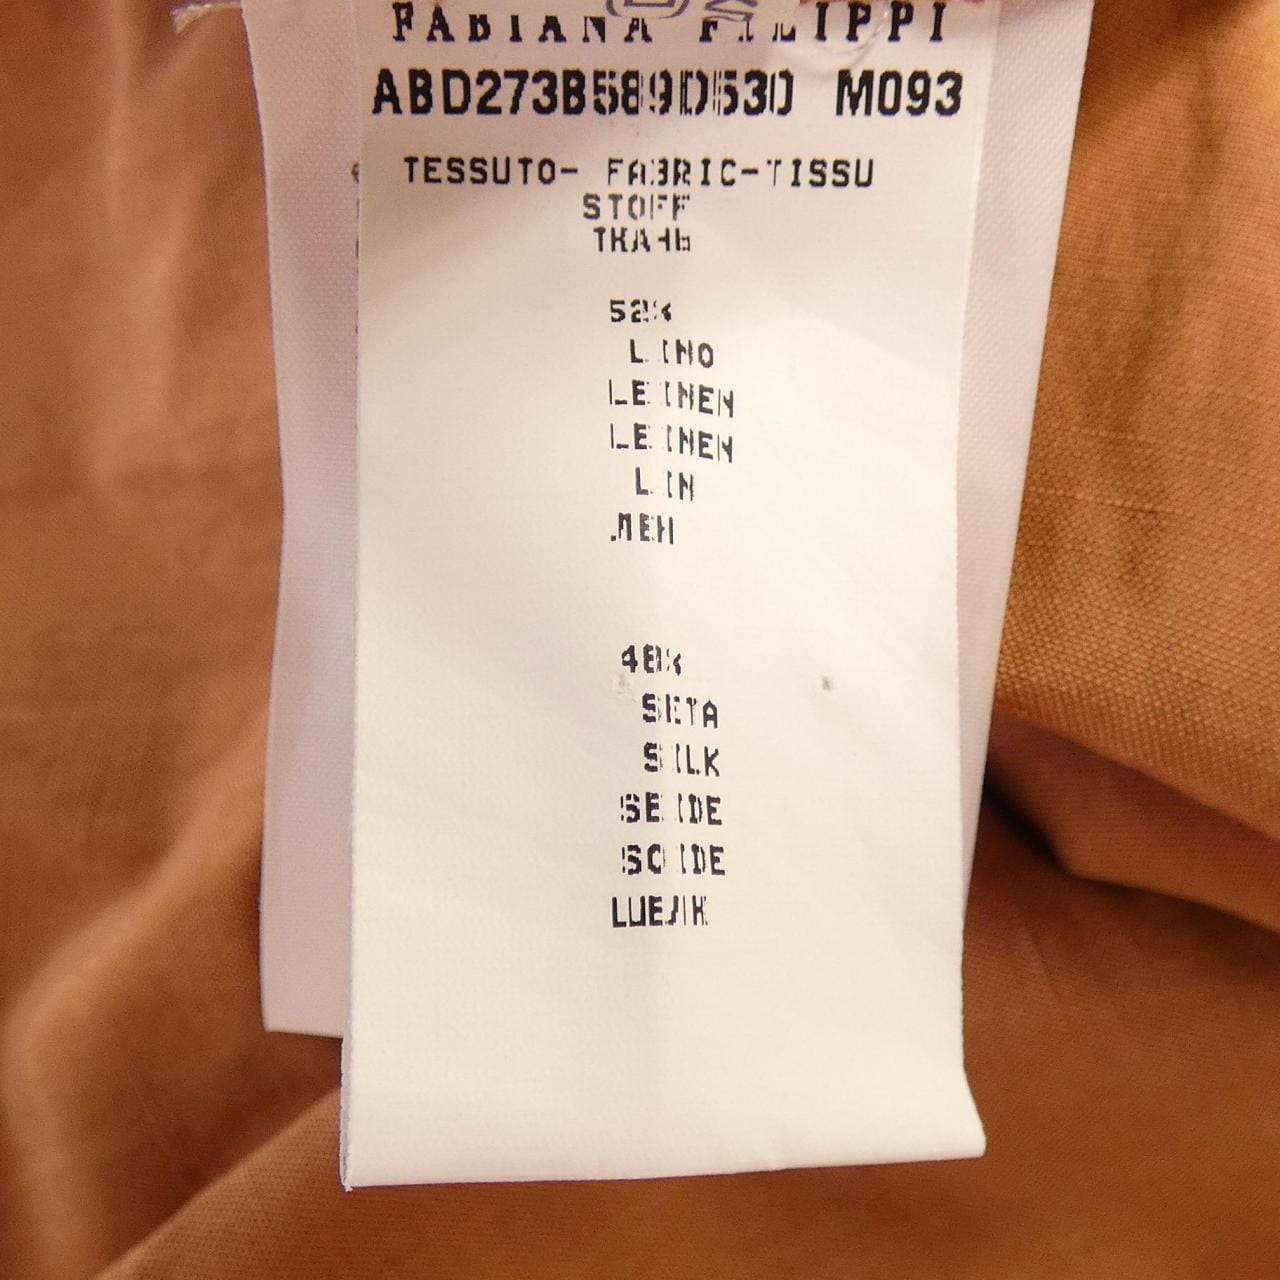 FABIANA FILIPPI
ABD273B589D530 M093
TESSUTO- FABRIC-TISSU
STOFF
ТКАНЬ
52%
LINO
LEINEN
LEINEN
LIN
ЛЕН
48%
SETA
SILK
SEIDE
SOIDE
ШЕЛК